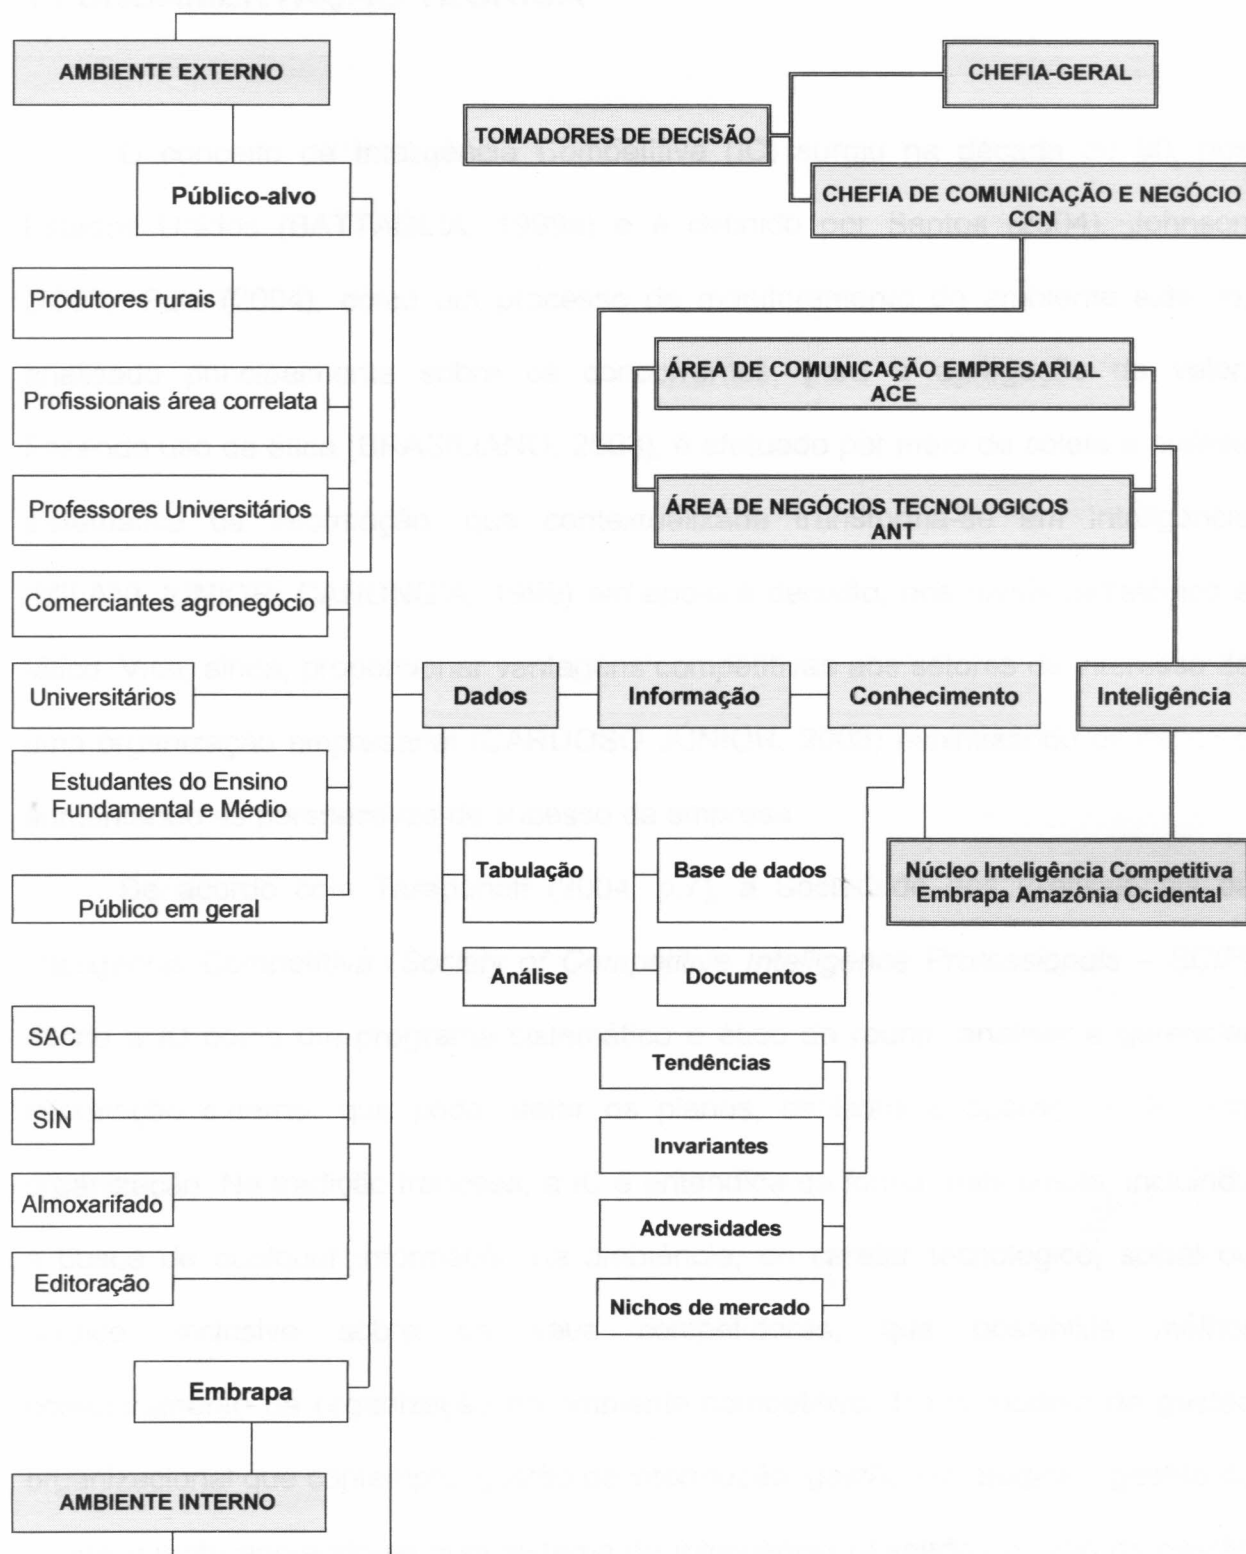 AMBIENTE EXTERNO
Público-alvo
Produtores rurais
Profissionais área correlata
Professores Universitários
Comerciantes agronegócio
Universitários
Estudantes do Ensino
Fundamental e Médio
Público em geral
SAC
SIN
Almoxarifado
Editoração
Embrapa
AMBIENTE INTERNO
CHEFIA-GERAL
TOMADORES DE DECISÃO
CHEFIA DE COMUNICAÇÃO E NEGÓCIO
CCN
ÁREA DE COMUNICAÇÃO EMPRESARIAL
ACE
ÁREA DE NEGÓCIOS TECNOLOGICOS
ANT
Dados
Informação
Conhecimento
Inteligência
Tabulação
Análise
Base de dados
Documentos
Núcleo Inteligência Competitiva
Embrapa Amazônia Ocidental
Tendências
Invariantes
Adversidades
Nichos de mercado